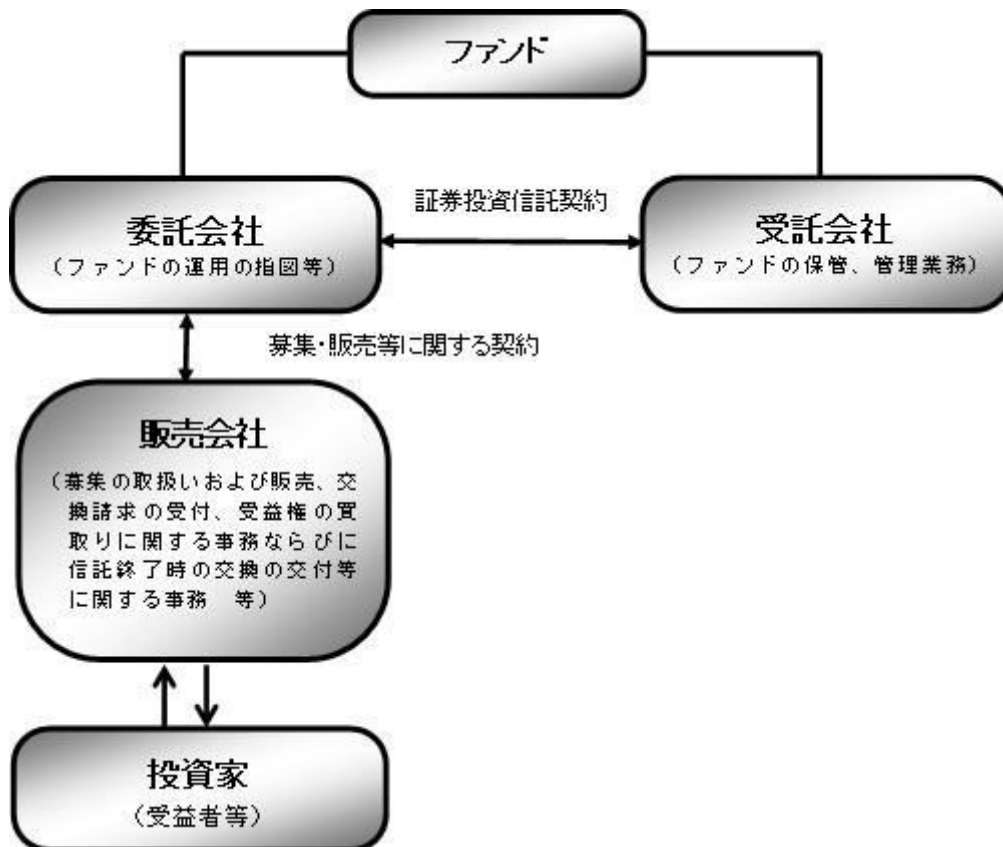 ファンド
証券投資信託契約
委託会社
(ファンドの運用の指図等)
受託会社
(ファンドの保管、管理業務)
募集・販売等に関する契約
販売会社
(募集の取扱いおよび販売、交
換請求の受付、受益権の買
取りに関する事務ならびに
信託終了時の交換の交付等
に関する事務 等)
投資家
(受益者等)